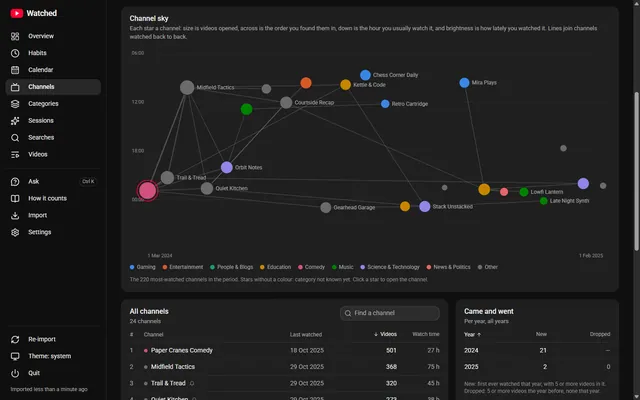 Watched
Overview
Habits
Calendar
Channels
Categories
Sessions
Searches
Videos
Ask
Ctrl K
How it counts
Import
Settings
Re-import
Theme: system
Quit
Imported less than a minute ago
Channel sky
Each star a channel: size is videos opened, across is the order you found them in, down is the hour you usually watch it, and brightness is how lately you watched it. Lines join channels
watched back to back.
06:00
12:00
18:00
00:00
Midfield Tactics
Courtside Recap
Kettle & Code
Chess Corner Daily
Retro Cartridge
Mira Plays
Orbit Notes
Trail & Tread
Quiet Kitchen
Gearhead Garage
Stack Unstacked
Lowfi Lantern
Late Night Synth
1 Mar 2024
1 Feb 2025
Gaming
Entertainment
People & Blogs
Education
Comedy
Music
Science & Technology
News & Politics
Other
The 220 most-watched channels in the period. Stars without a colour: category not known yet. Click a star to open the channel.
All channels
24 channels
Find a channel
# Channel Last watched ↓ Videos Watch time
1 Paper Cranes Comedy 18 Oct 2025 501 27 h
2 Midfield Tactics 29 Oct 2025 368 75 h
3 Trail & Tread 29 Oct 2025 320 45 h
4 Quiet Kitchen 29 Oct 2025 273 38 h
Came and went
Per year, all years
Year ↑ New Dropped
2024 21 –
2025 2 0
New: first ever watched that year, with 5 or more videos in it.
Dropped: 5 or more videos the year before, none that year.